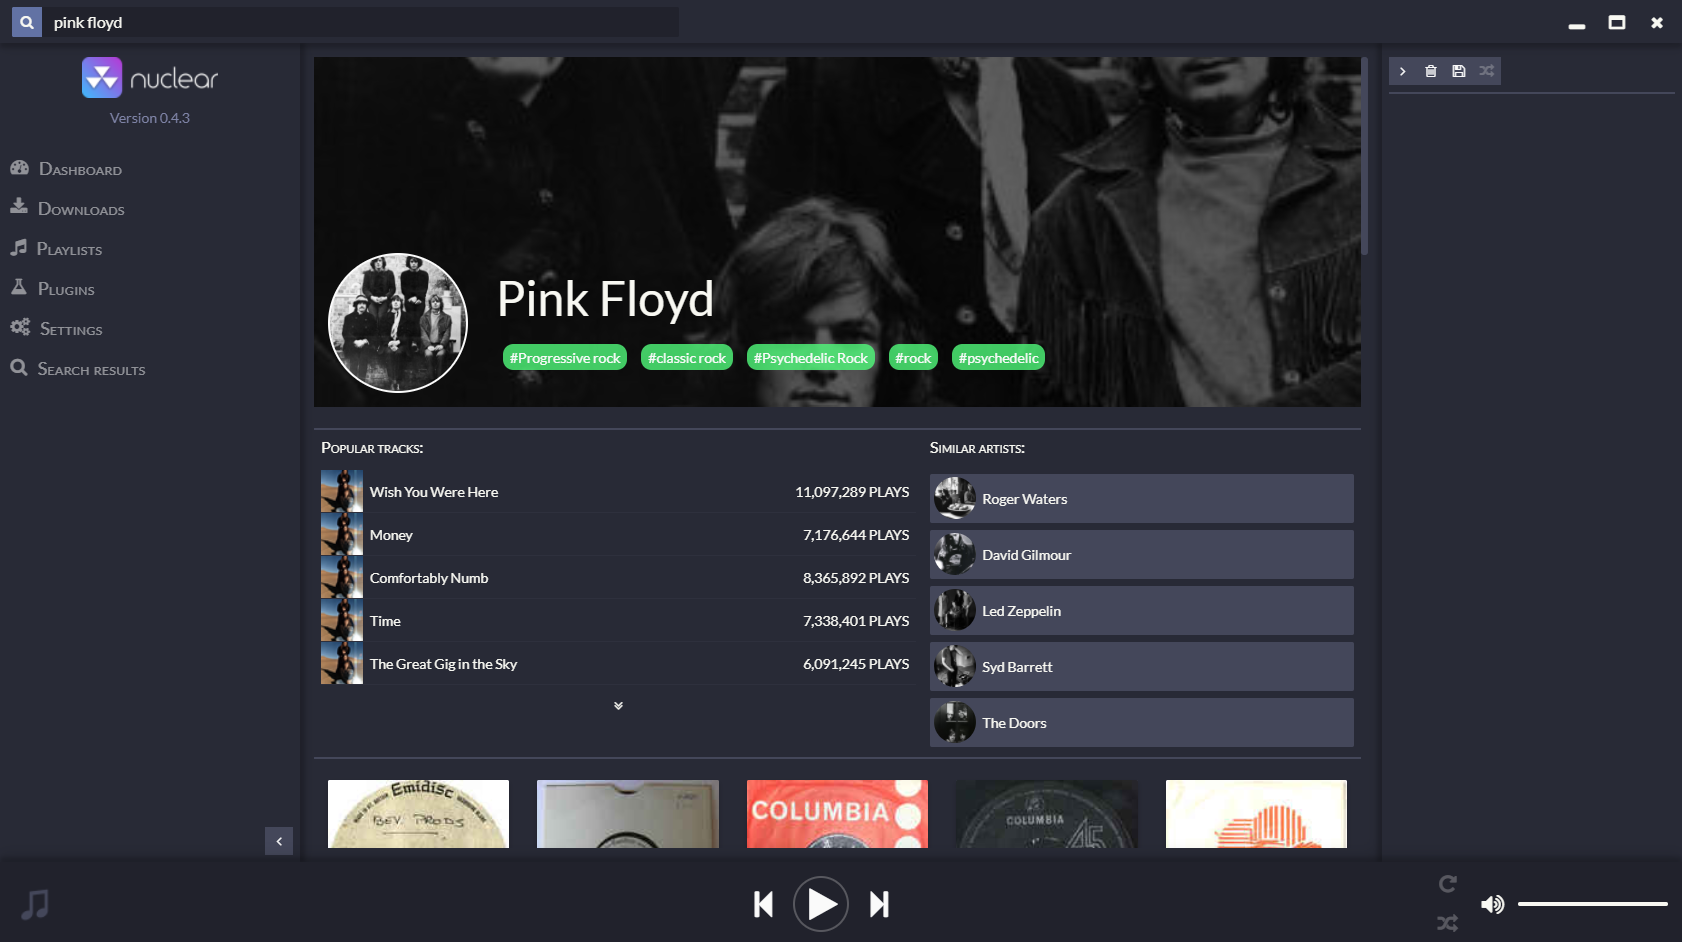 pink floyd
nuclear
Version 0.4.3
Dashboard
Downloads
Playlists
Plugins
Settings
Search results
Pink Floyd
#Progressive rock #classic rock #Psychedelic Rock #rock #psychedelic
Popular tracks:
Wish You Were Here 11,097,289 PLAYS
Money 7,176,644 PLAYS
Comfortably Numb 8,365,892 PLAYS
Time 7,338,401 PLAYS
The Great Gig in the Sky 6,091,245 PLAYS
Similar artists:
Roger Waters
David Gilmour
Led Zeppelin
Syd Barrett
The Doors
Emidisc
BEV. PRODS
COLUMBIA
COLUMBIA
45